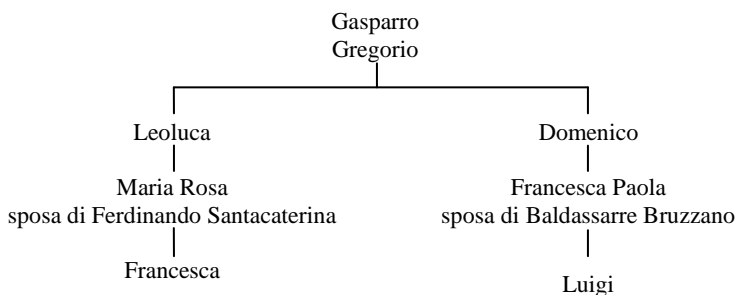 Gasparro
Gregorio
Leoluca
Domenico
Maria Rosa
sposa di Ferdinando Santacaterina
Francesca Paola
sposa di Baldassarre Bruzzano
Francesca
Luigi